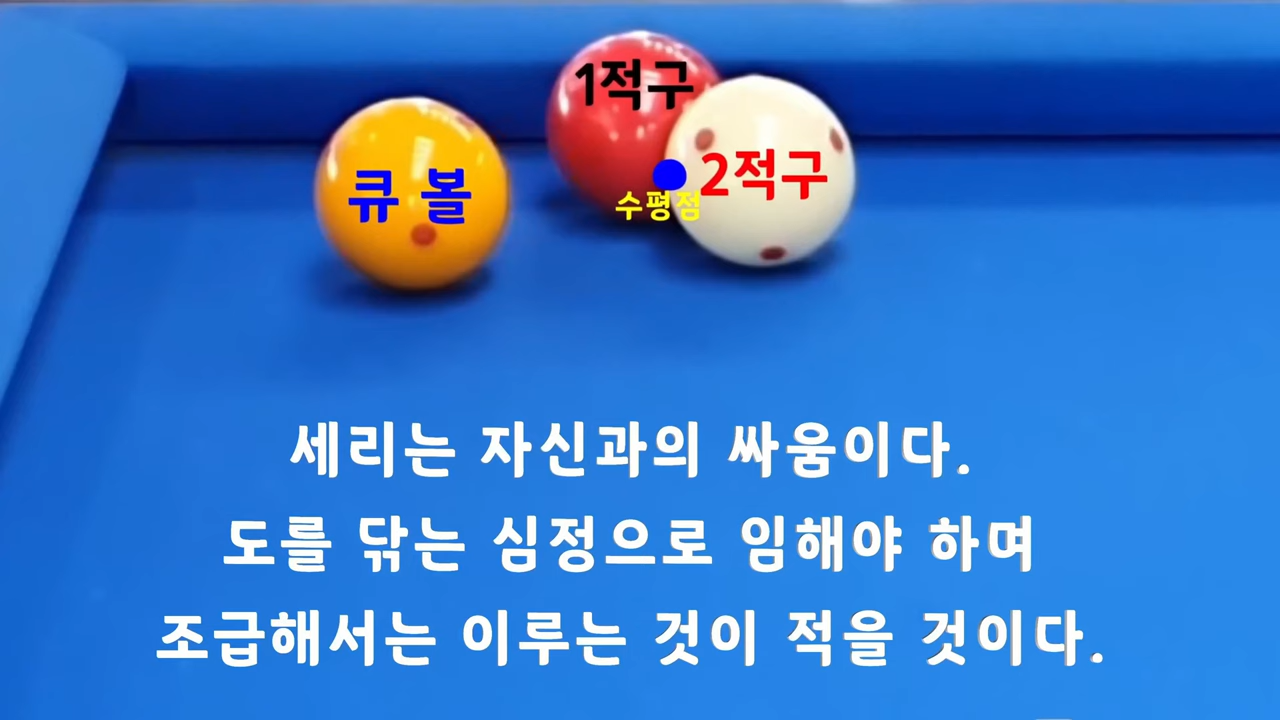 1적구
2적구
큐 볼
수평점
세리는 자신과의 싸움이다.
도를 닦는 심정으로 임해야 하며
조급해서는 이루는 것이 적을 것이다.